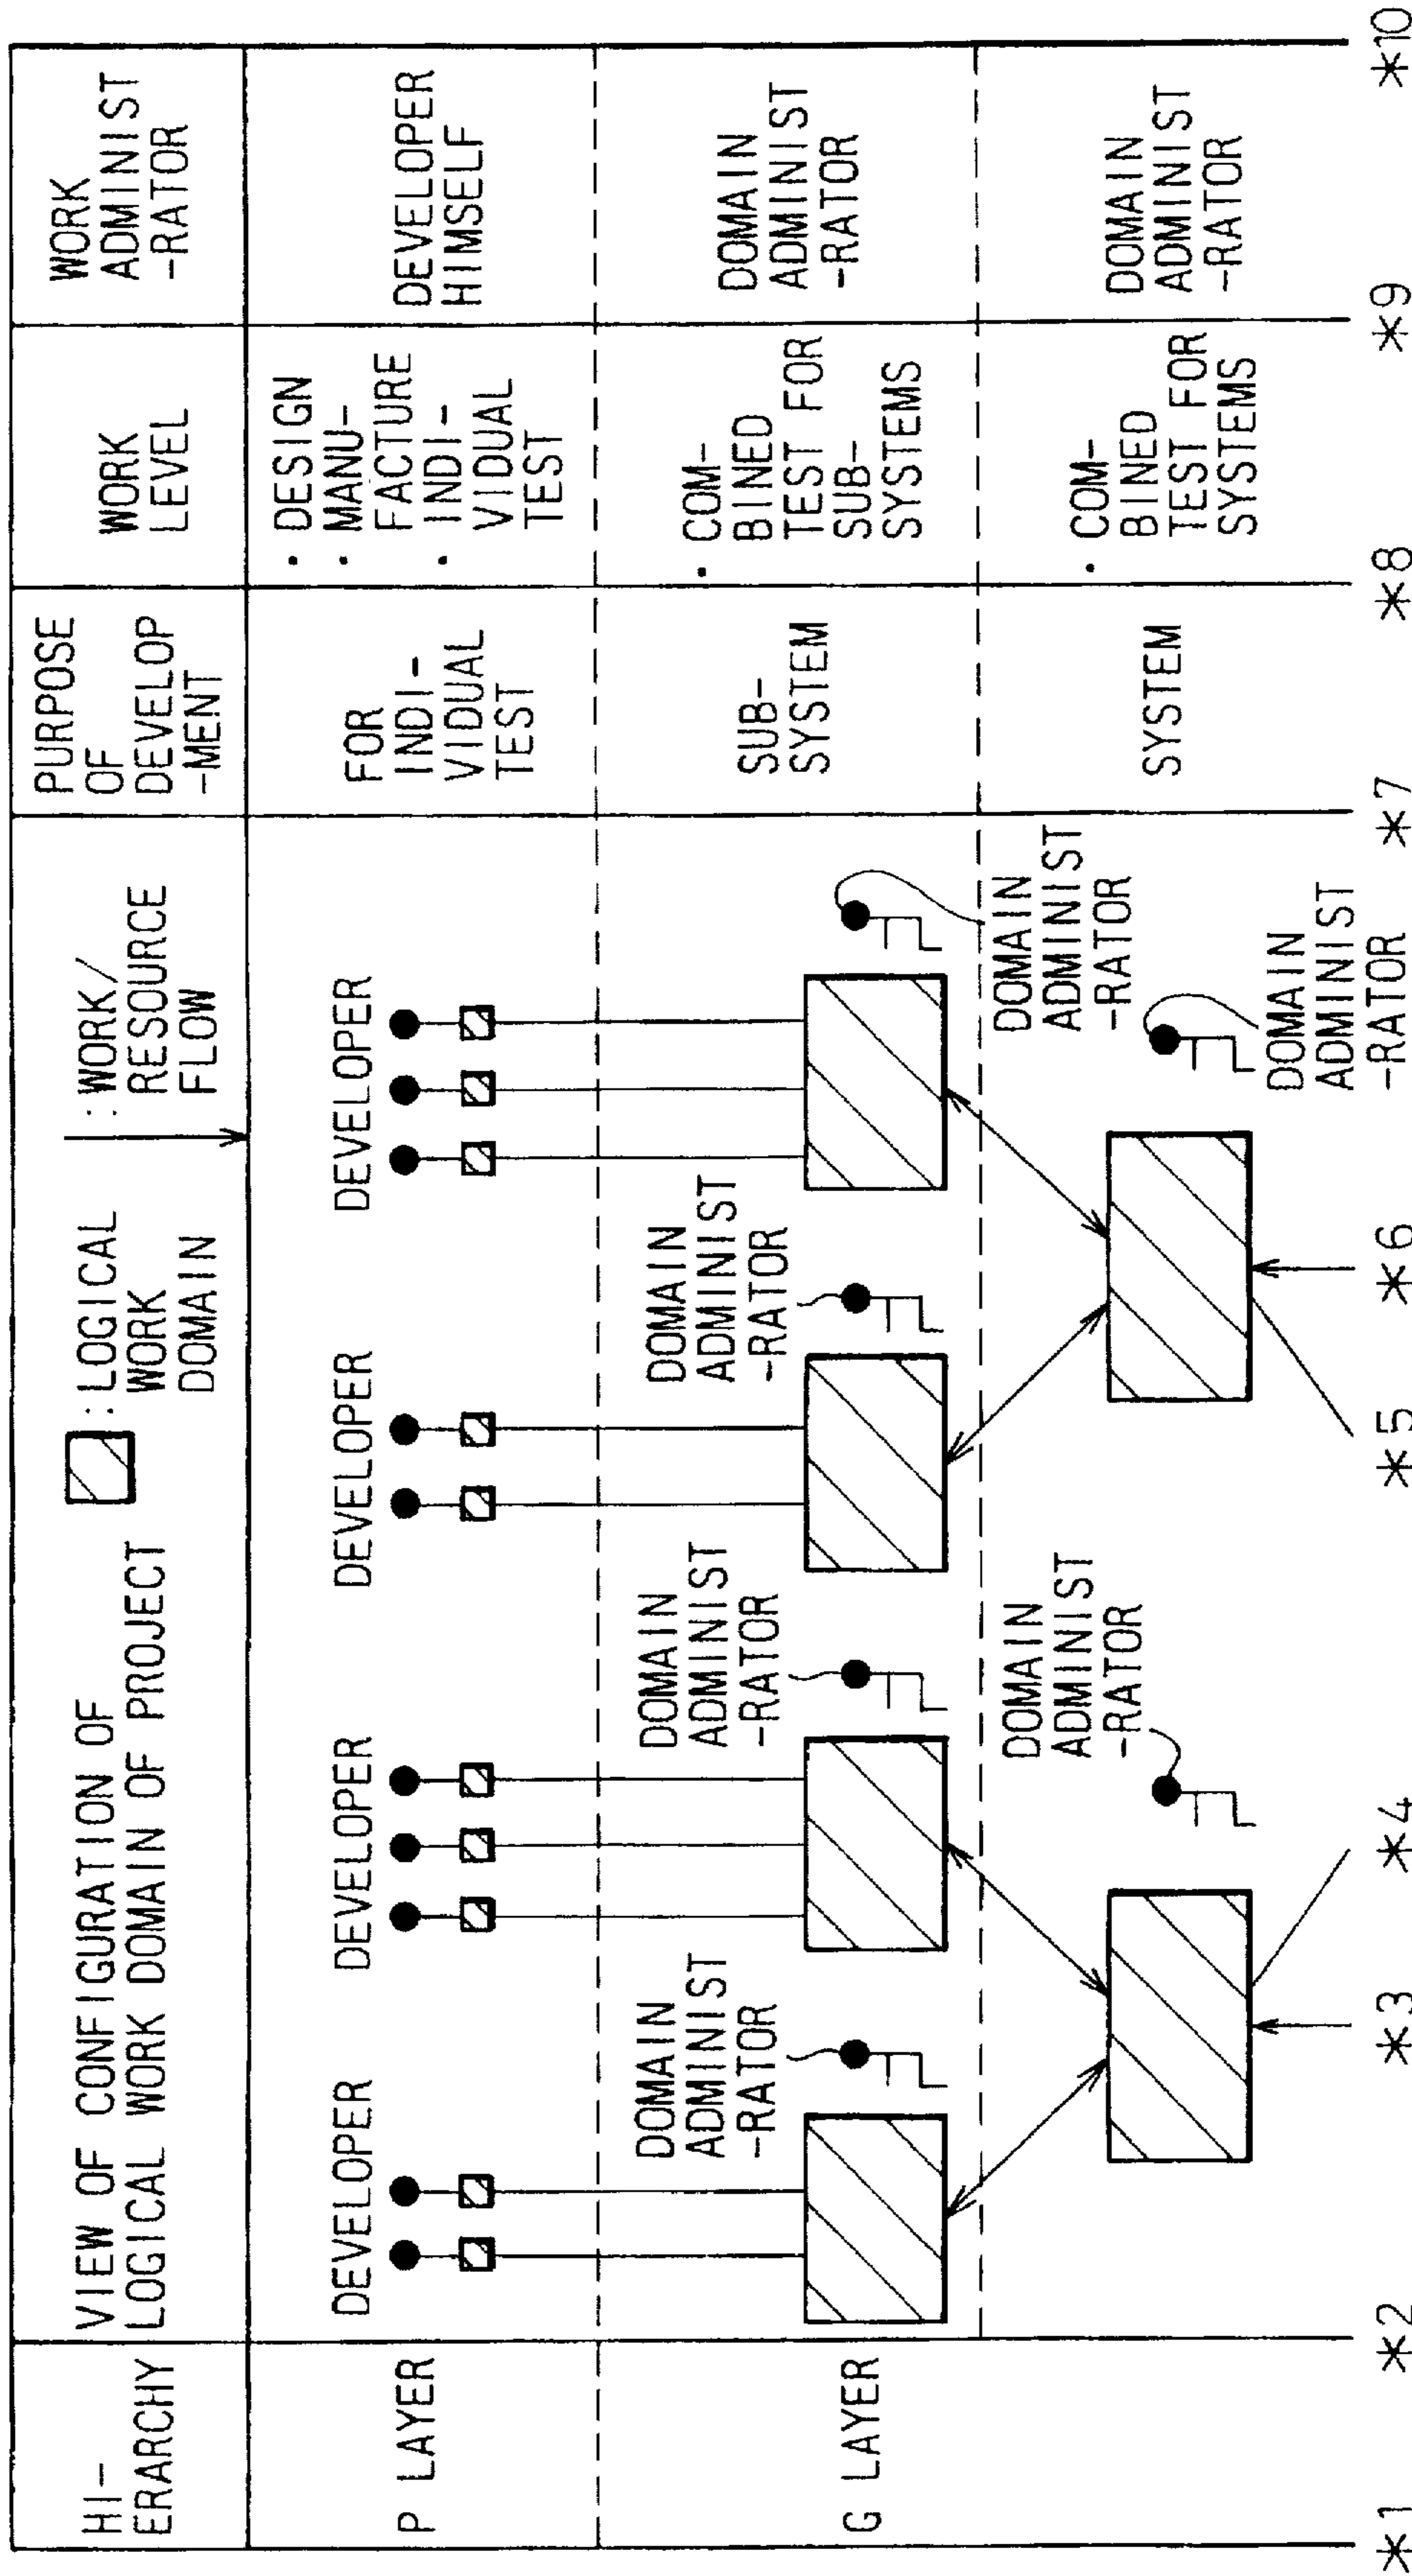 HI-
ERARCHY
VIEW OF CONFIGURATION OF
LOGICAL WORK DOMAIN OF PROJECT
: LOGICAL
WORK
DOMAIN
: WORK/
RESOURCE
FLOW
PURPOSE
OF
DEVELOP
-MENT
WORK
LEVEL
WORK
ADMINIST
-RATOR
P LAYER
DEVELOPER
DEVELOPER
DEVELOPER
DEVELOPER
FOR
INDI-
VIDUAL
TEST
· DESIGN
· MANU-
FACTURE
· INDI-
VIDUAL
TEST
DEVELOPER
HIMSELF
G LAYER
DOMAIN
ADMINIST
-RATOR
DOMAIN
ADMINIST
-RATOR
DOMAIN
ADMINIST
-RATOR
DOMAIN
ADMINIST
-RATOR
SUB-
SYSTEM
· COM-
BINED
TEST FOR
SUB-
SYSTEMS
DOMAIN
ADMINIST
-RATOR
DOMAIN
ADMINIST
-RATOR
DOMAIN
ADMINIST
-RATOR
SYSTEM
· COM-
BINED
TEST FOR
SYSTEMS
DOMAIN
ADMINIST
-RATOR
*1 *2 *3 *4 *5 *6 *7 *8 *9 *10